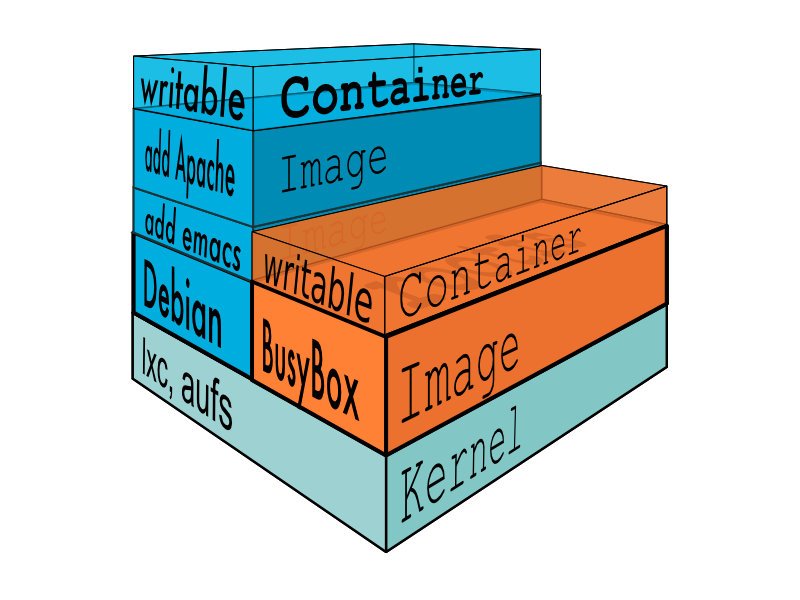 writable
Container
add Apache
Image
add emacs
Image
Debian
writable
Container
BusyBox
Image
lxc, aufs
Kernel